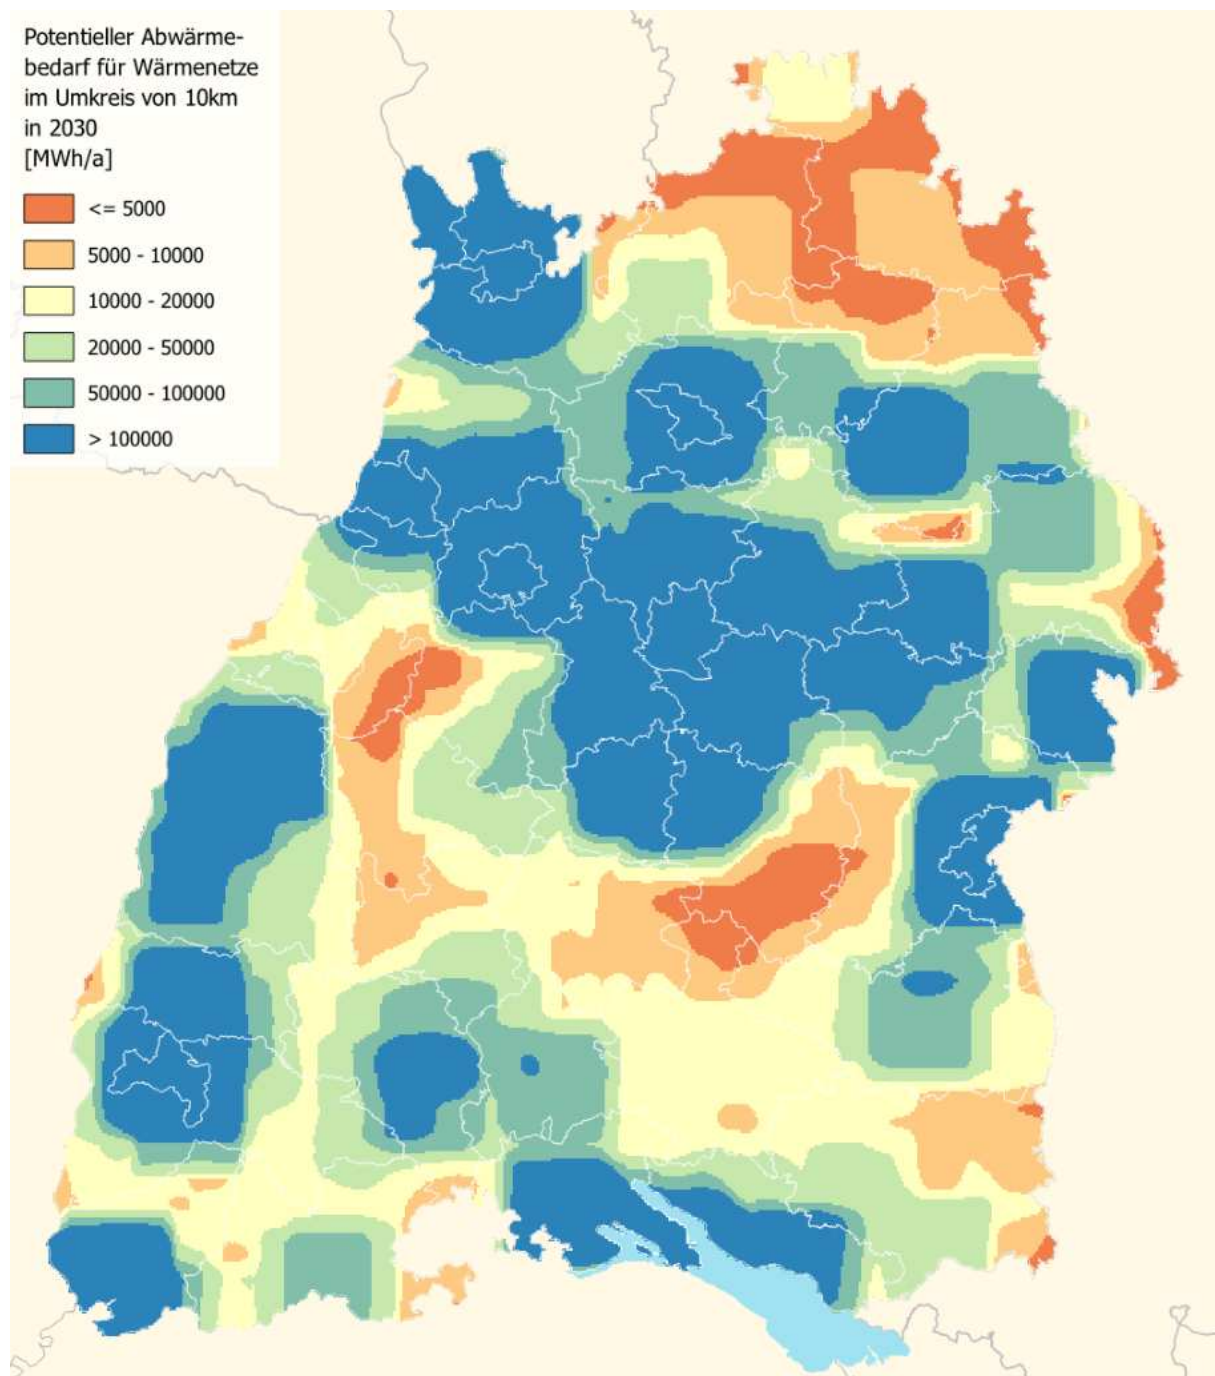 Potentieller Abwärme-
bedarf für Wärmenetze
im Umkreis von 10km
in 2030
[MWh/a]
<= 5000
5000 - 10000
10000 - 20000
20000 - 50000
50000 - 100000
> 100000